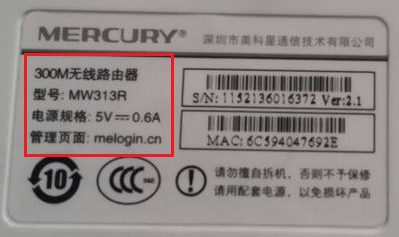 MERCURY® 深圳市美科星通信技术有限公司
300M无线路由器
型号: MW313R
电源规格: 5V⎓0.6A
管理页面: melogin.cn
S/N: 1152136016372 Ver:2.1
MAC: 6C594047692E
10
CCC
S&E
请勿擅自拆机，否则不予保修
请用配套电源，以免损坏产品